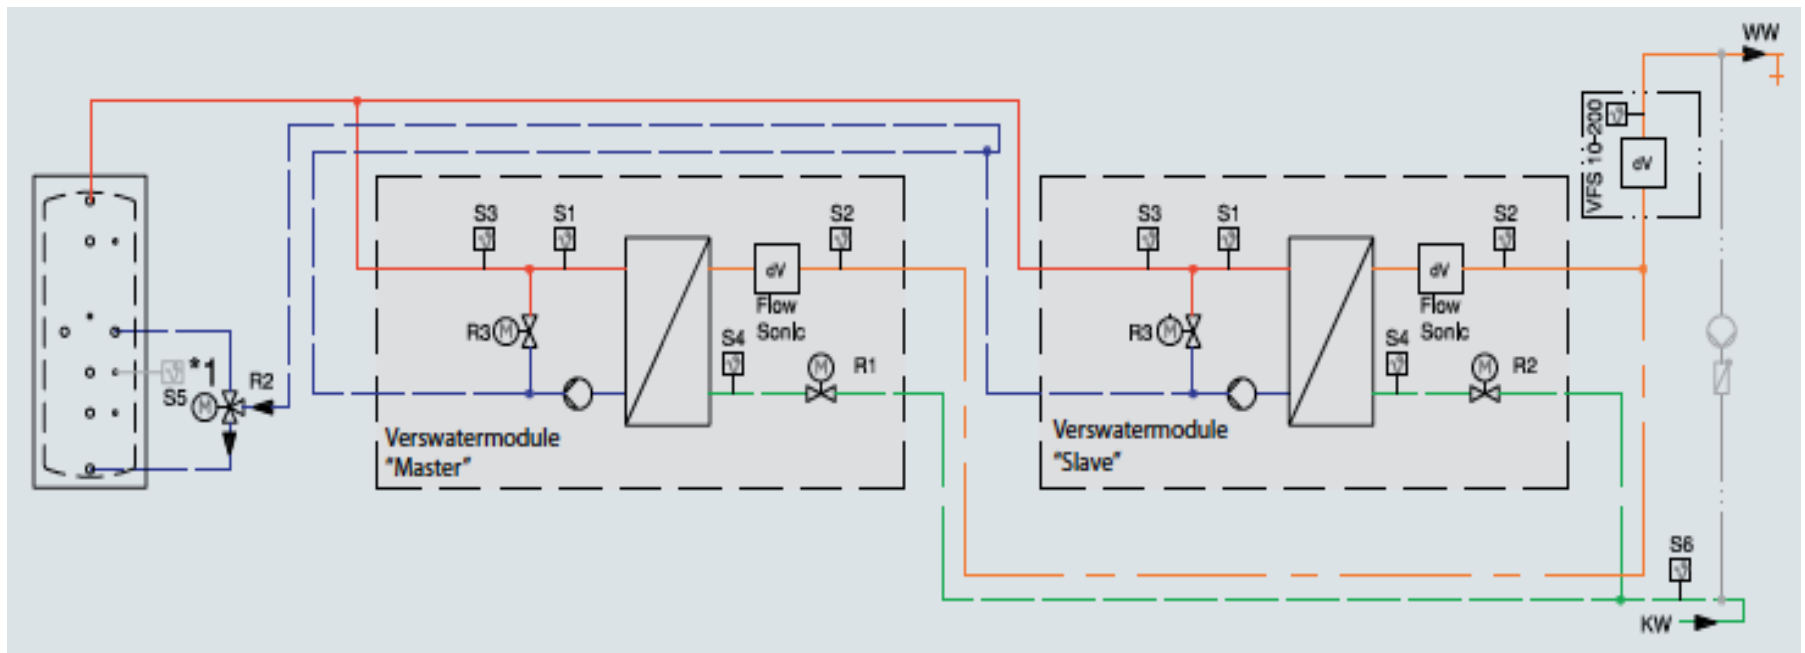 WW
VFS 10-200
dV
S3
S1
S2
dV
Flow
Sonic
R3
M
S4
M
R1
Verswatermodule
“Master”
S3
S1
S2
dV
Flow
Sonic
R3
M
S4
M
R2
Verswatermodule
“Slave”
*1
S5
M
R2
S6
KW